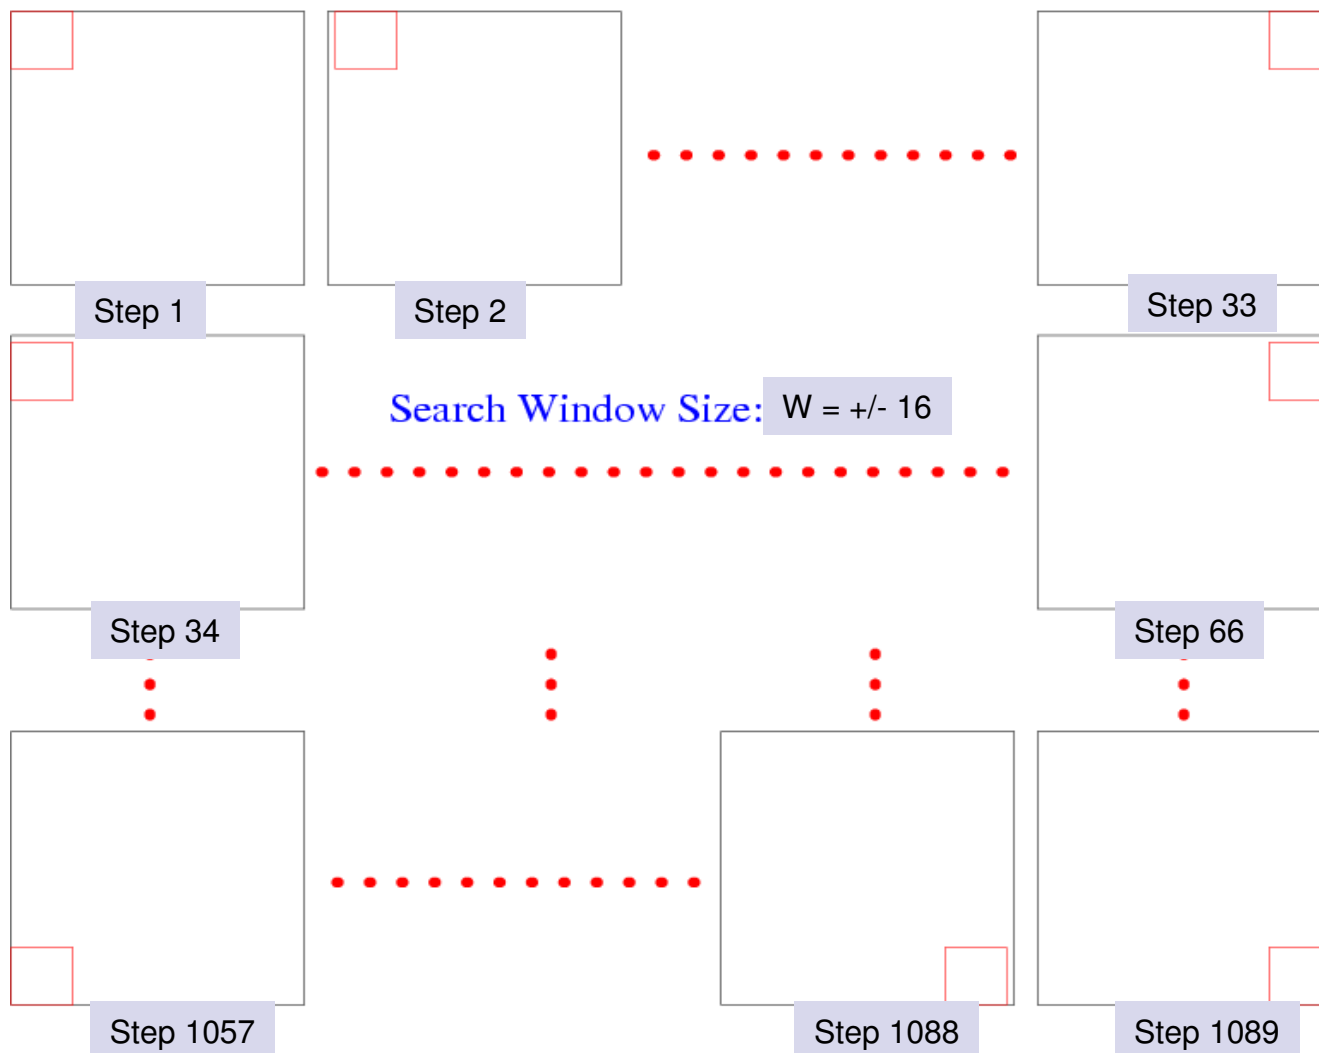 Step 1
Step 2
Step 33
Search Window Size: W = +/- 16
Step 34
Step 66
Step 1057
Step 1088
Step 1089